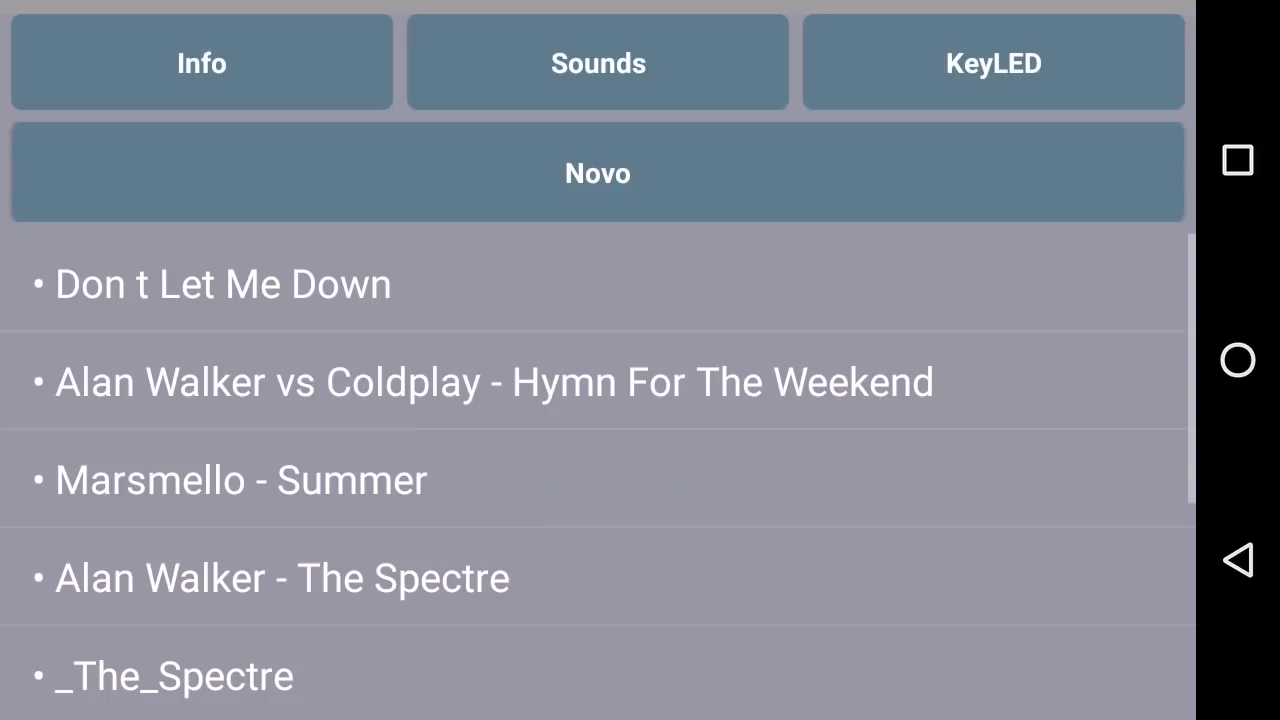 Info
Sounds
KeyLED
Novo
• Don t Let Me Down
• Alan Walker vs Coldplay - Hymn For The Weekend
• Marsmello - Summer
• Alan Walker - The Spectre
• _The_Spectre